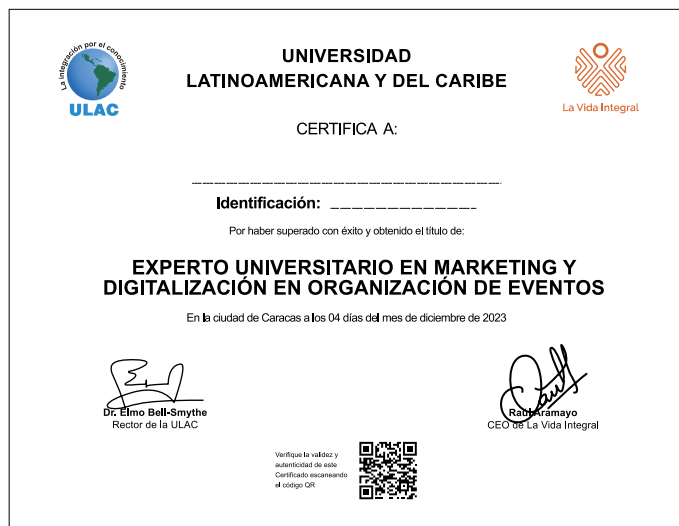 La integración por el conocimiento
ULAC
UNIVERSIDAD
LATINOAMERICANA Y DEL CARIBE
La Vida Integral
CERTIFICA A:
Identificación:
Por haber superado con éxito y obtenido el título de:
EXPERTO UNIVERSITARIO EN MARKETING Y
DIGITALIZACIÓN EN ORGANIZACIÓN DE EVENTOS
En la ciudad de Caracas a los 04 días del mes de diciembre de 2023
Dr. Elmo Bell-Smythe
Rector de la ULAC
Raúl Aramayo
CEO de La Vida Integral
Verifique la validez y
autenticidad de este
Certificado escaneando
el código QR